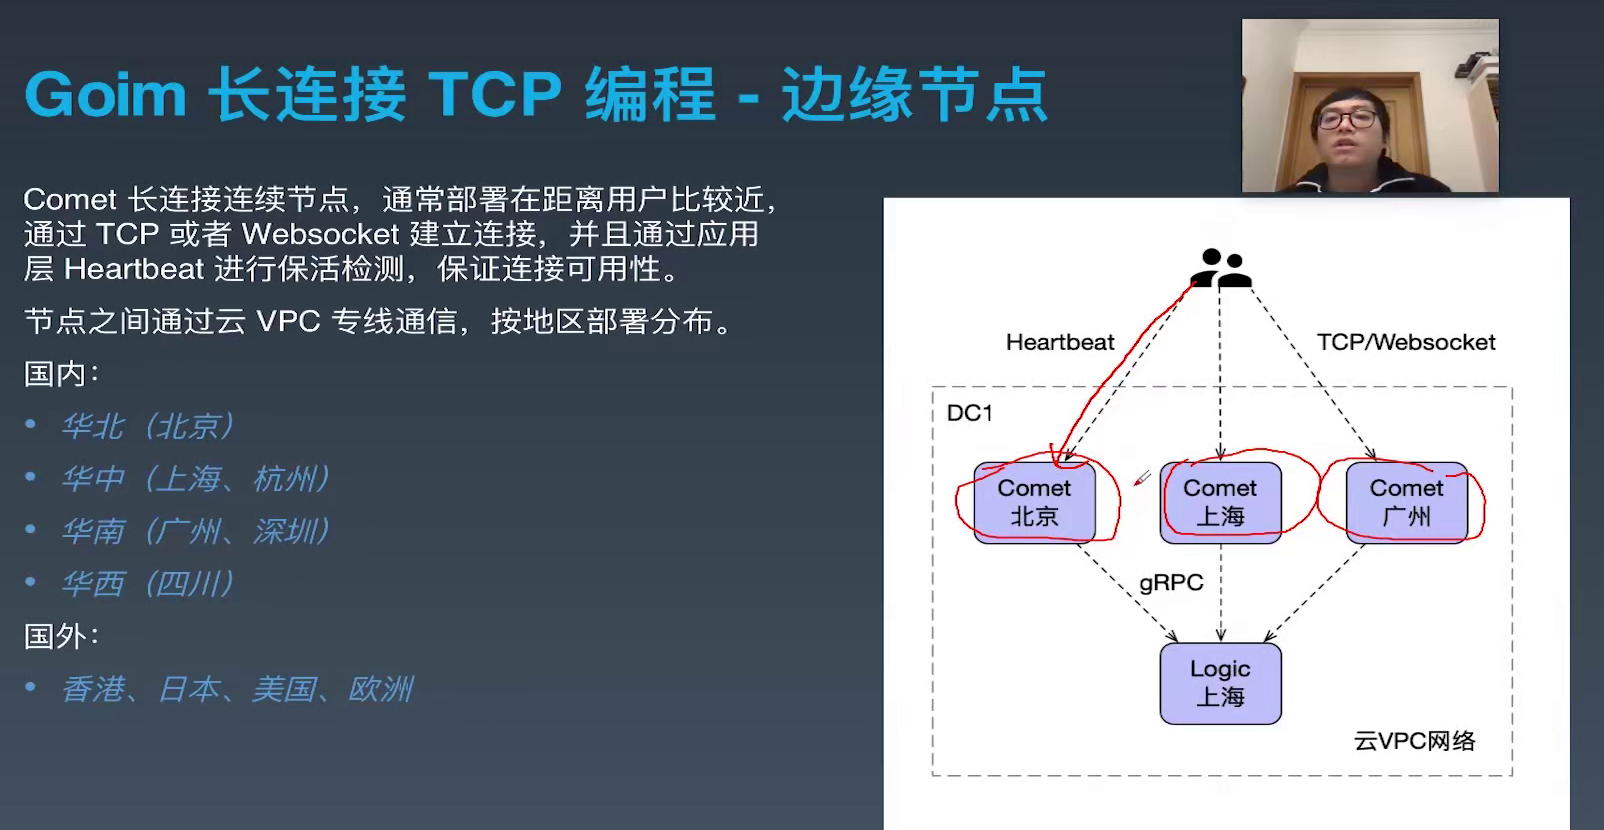 Goim 长连接 TCP 编程 - 边缘节点
Comet 长连接连续节点，通常部署在距离用户比较近，
通过 TCP 或者 Websocket 建立连接，并且通过应用
层 Heartbeat 进行保活检测，保证连接可用性。
节点之间通过云 VPC 专线通信，按地区部署分布。
国内：
• 华北（北京）
• 华中（上海、杭州）
• 华南（广州、深圳）
• 华西（四川）
国外：
• 香港、日本、美国、欧洲
Heartbeat
TCP/Websocket
DC1
Comet
北京
Comet
上海
Comet
广州
gRPC
Logic
上海
云VPC网络